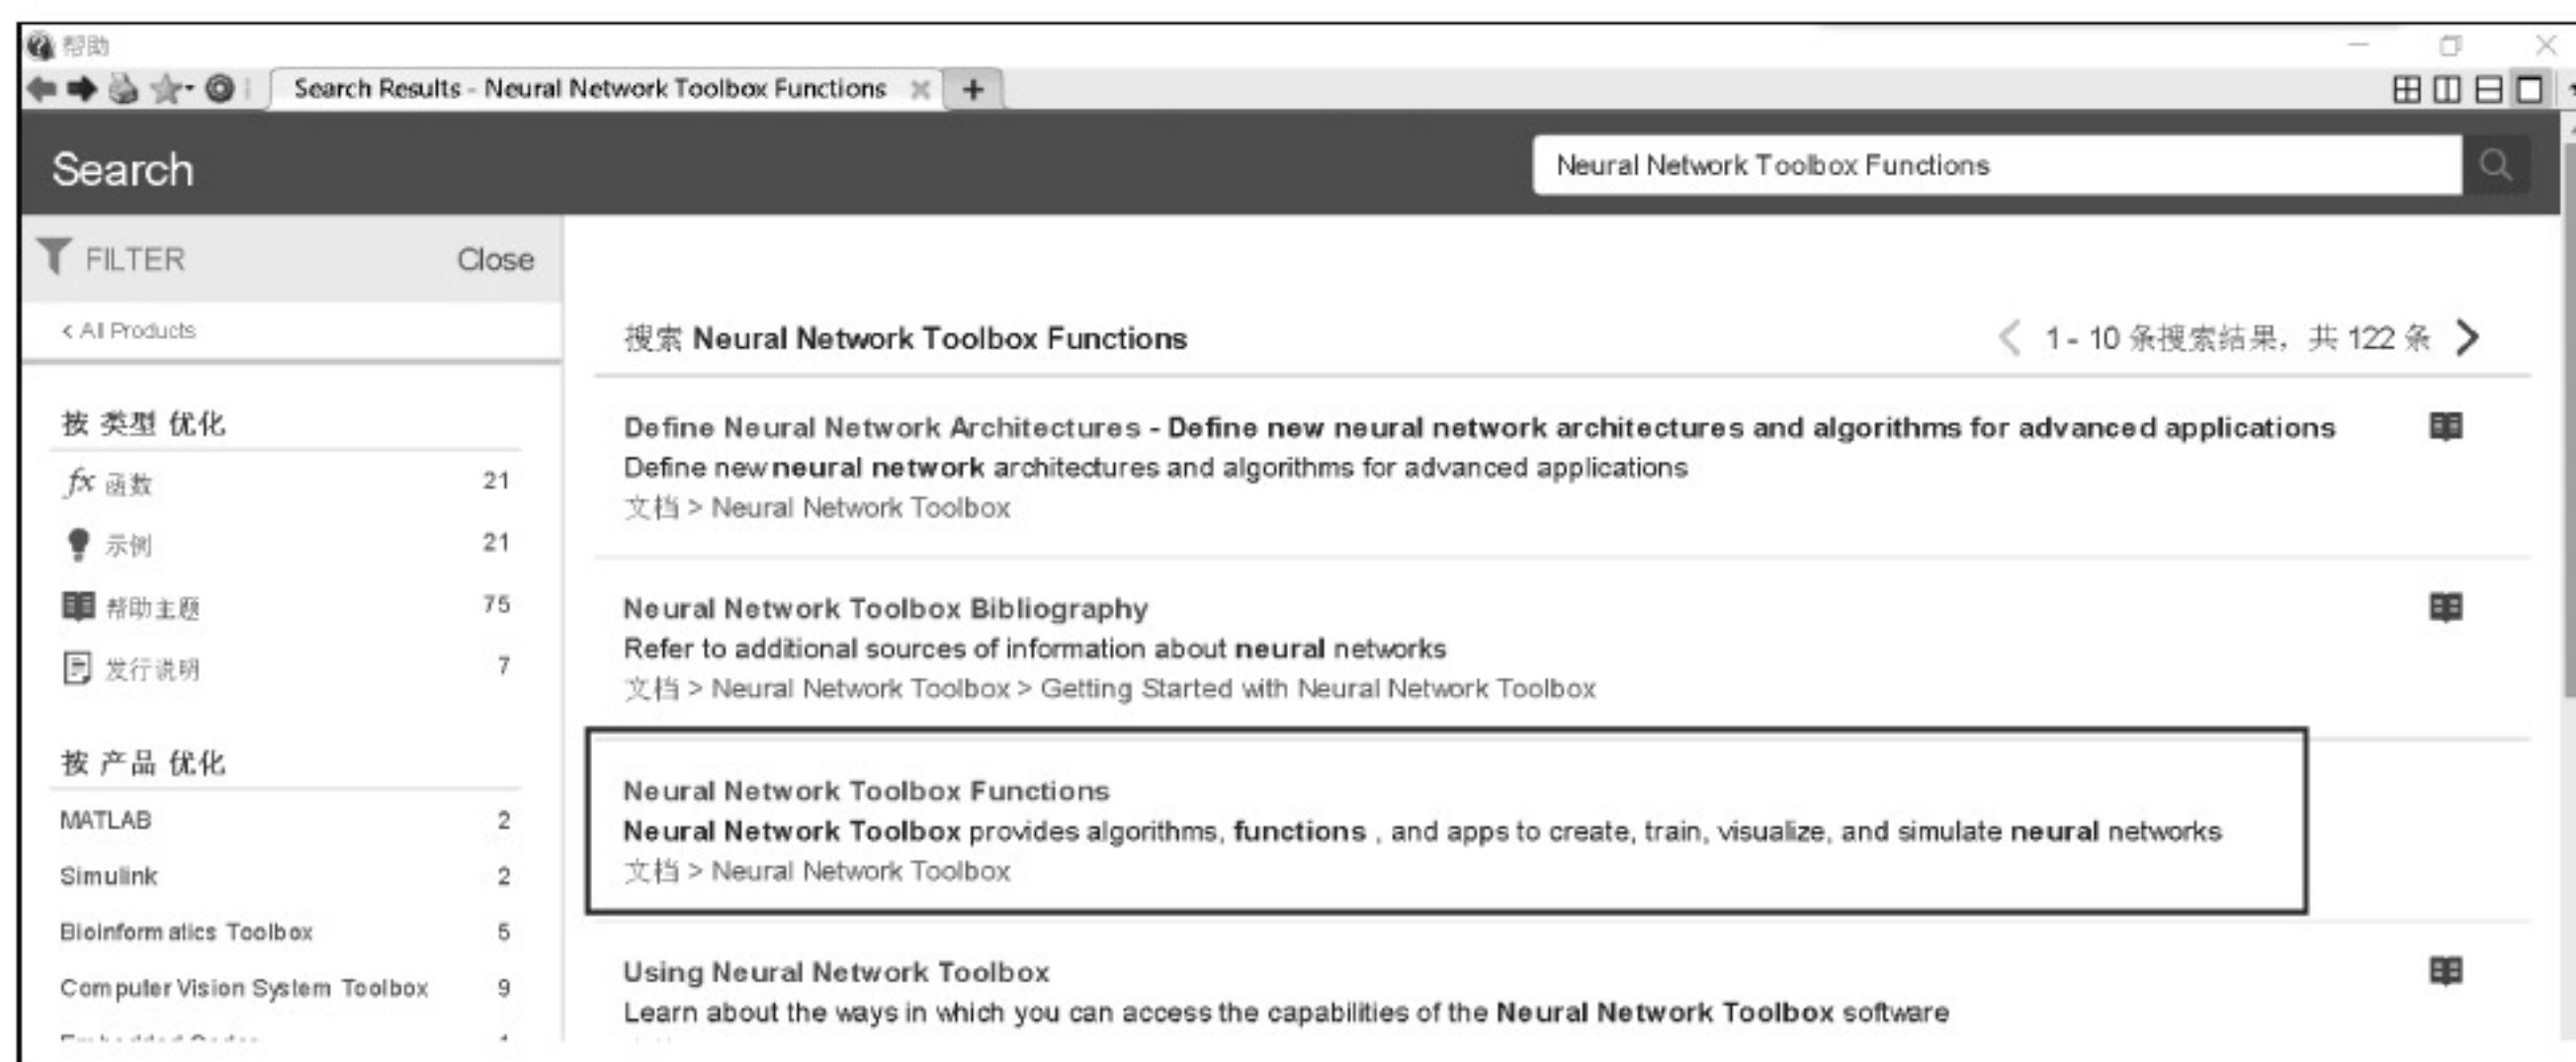 帮助
Search Results - Neural Network Toolbox Functions
Search
Neural Network Toolbox Functions
FILTER Close
< All Products
按 类型 优化
fx 函数 21
示例 21
帮助主题 75
发行说明 7
按 产品 优化
MATLAB 2
Simulink 2
Bioinformatics Toolbox 5
Computer Vision System Toolbox 9
搜索 Neural Network Toolbox Functions
1 - 10 条搜索结果，共 122 条
Define Neural Network Architectures - Define new neural network architectures and algorithms for advanced applications
Define new neural network architectures and algorithms for advanced applications
文档 > Neural Network Toolbox
Neural Network Toolbox Bibliography
Refer to additional sources of information about neural networks
文档 > Neural Network Toolbox > Getting Started with Neural Network Toolbox
Neural Network Toolbox Functions
Neural Network Toolbox provides algorithms, functions , and apps to create, train, visualize, and simulate neural networks
文档 > Neural Network Toolbox
Using Neural Network Toolbox
Learn about the ways in which you can access the capabilities of the Neural Network Toolbox software